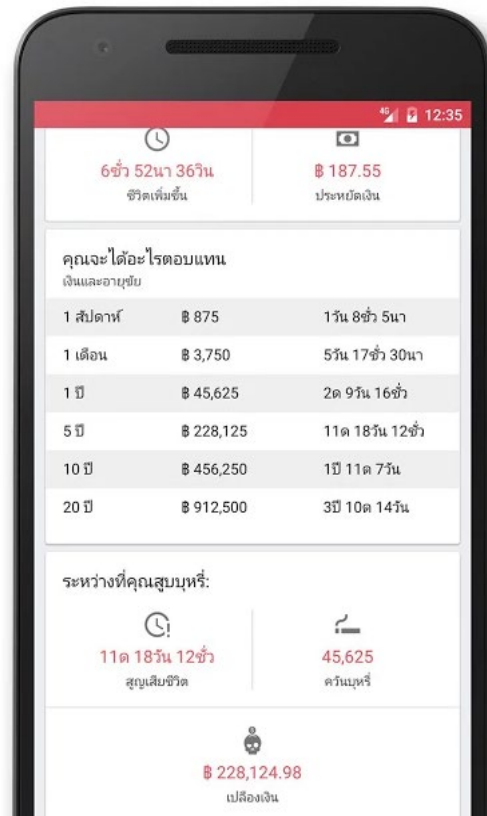 4G 12:35
6ชั่ว 52นา 36วิน
฿ 187.55
ชีวิตเพิ่มขึ้น
ประหยัดเงิน
คุณจะได้อะไรตอบแทน
เงินและอายุขัย
1 สัปดาห์ ฿ 875 1วัน 8ชั่ว 5นา
1 เดือน ฿ 3,750 5วัน 17ชั่ว 30นา
1 ปี ฿ 45,625 2ด 9วัน 16ชั่ว
5 ปี ฿ 228,125 11ด 18วัน 12ชั่ว
10 ปี ฿ 456,250 1ปี 11ด 7วัน
20 ปี ฿ 912,500 3ปี 10ด 14วัน
ระหว่างที่คุณสูบบุหรี่:
11ด 18วัน 12ชั่ว
45,625
สูญเสียชีวิต
ควันบุหรี่
฿ 228,124.98
เปลืองเงิน